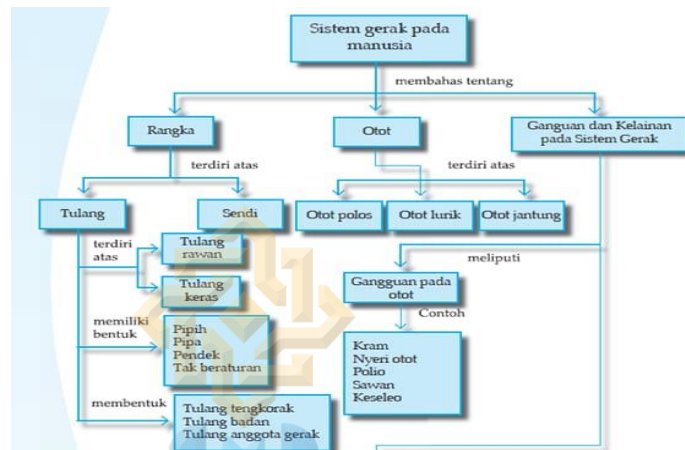 Sistem gerak pada
manusia
membahas tentang
Rangka
Otot
Ganguan dan Kelainan
pada Sistem Gerak
terdiri atas
terdiri atas
Tulang
Sendi
Otot polos
Otot lurik
Otot jantung
terdiri
atas
Tulang
rawan
Tulang
keras
meliputi
Gangguan pada
otot
Contoh
memiliki
bentuk
Pipih
Pipa
Pendek
Tak beraturan
Kram
Nyeri otot
Polio
Sawan
Keseleo
membentuk
Tulang tengkorak
Tulang badan
Tulang anggota gerak